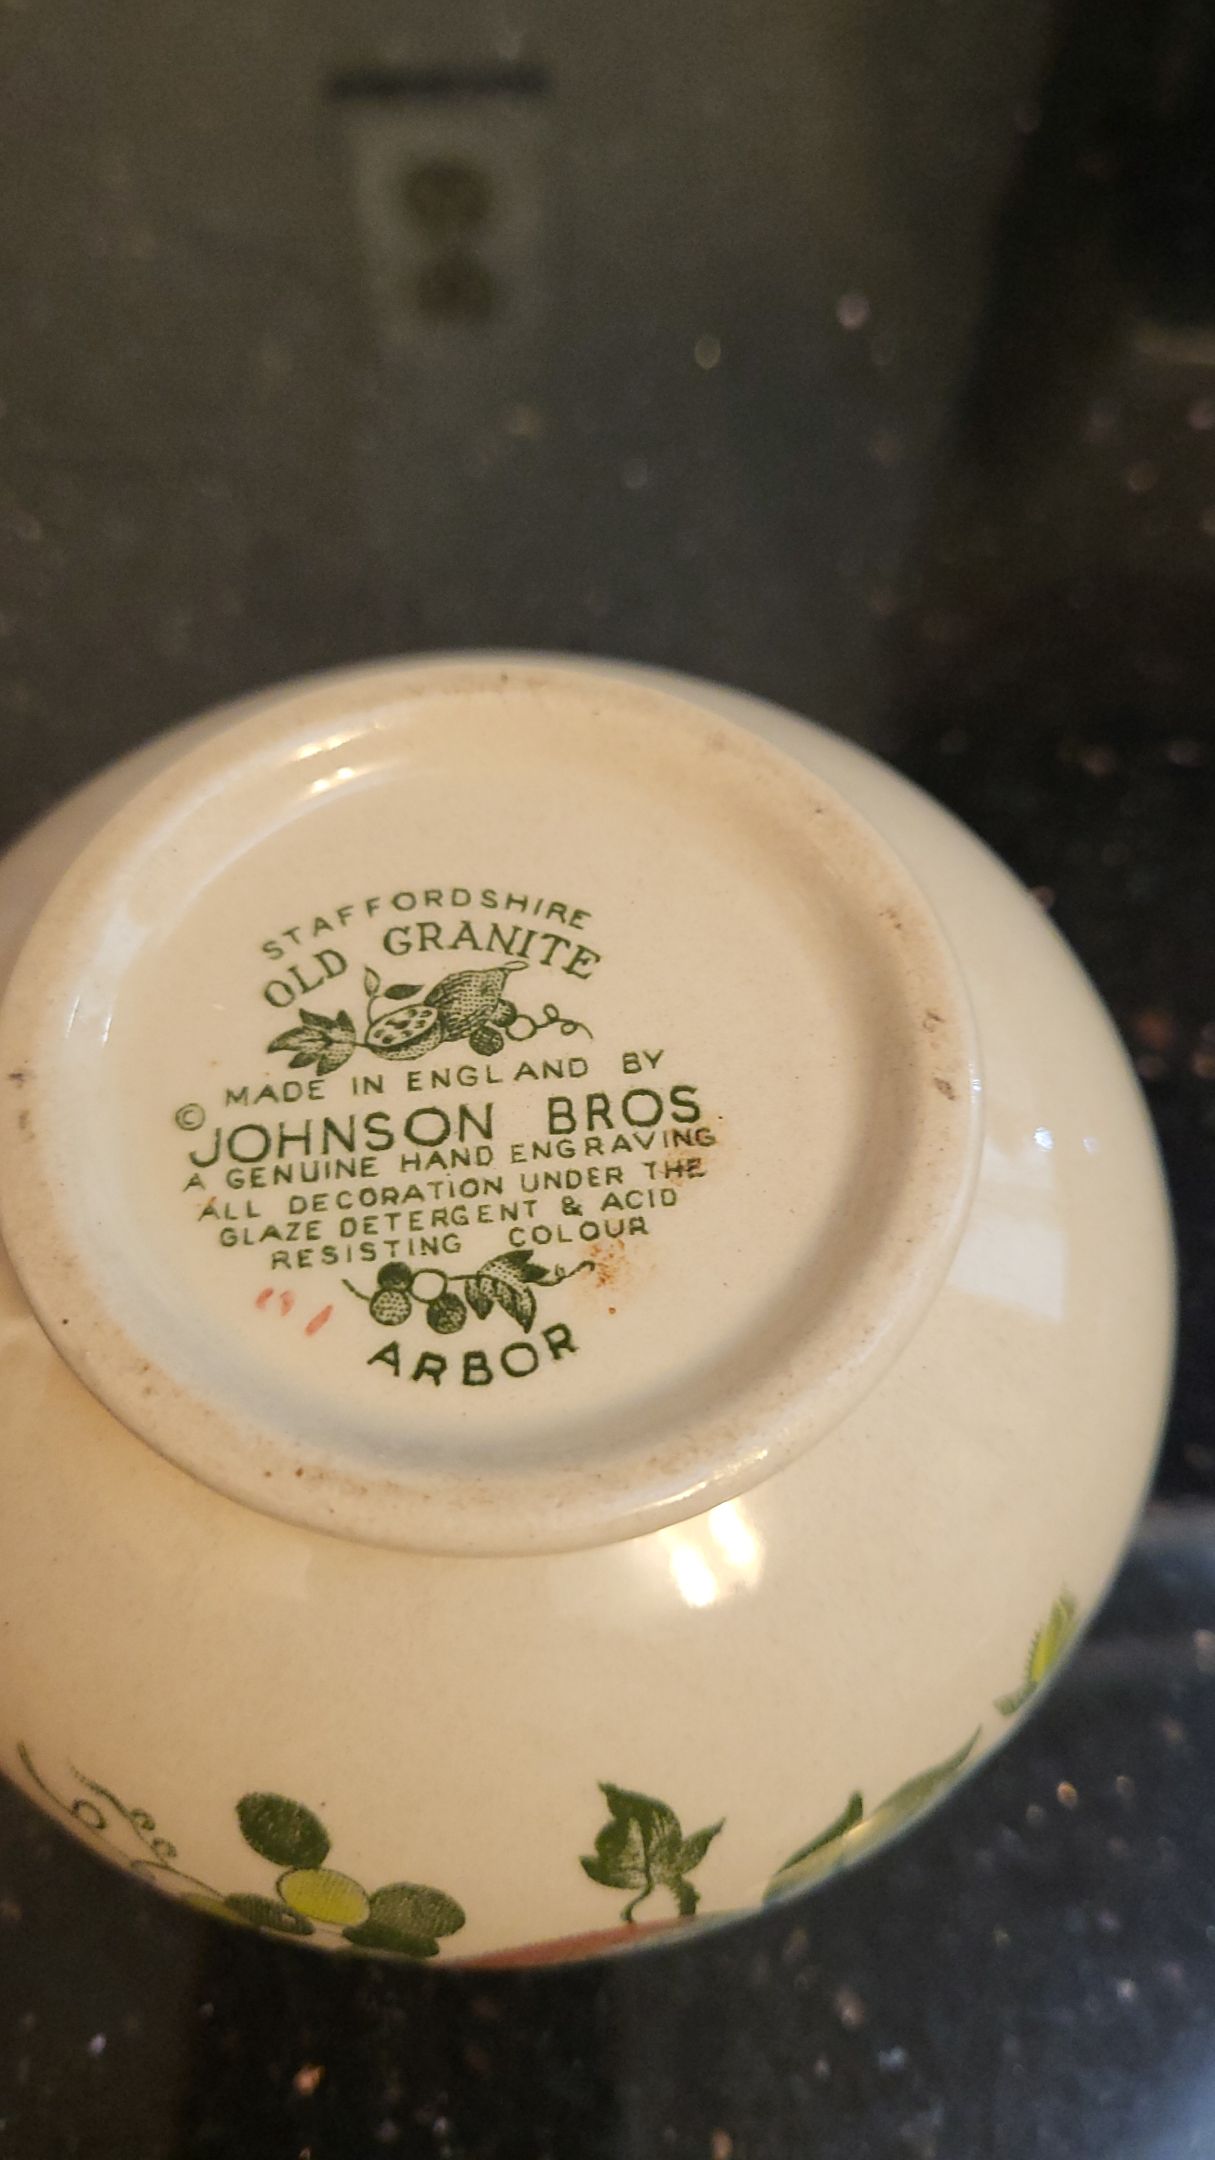 STAFFORDSHIRE
OLD GRANITE
MADE IN ENGLAND BY
© JOHNSON BROS
A GENUINE HAND ENGRAVING
ALL DECORATION UNDER THE
GLAZE DETERGENT & ACID
RESISTING COLOUR
ARBOR